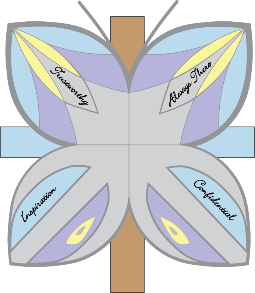 Trustworthy
Always There
Inspiration
Confidential